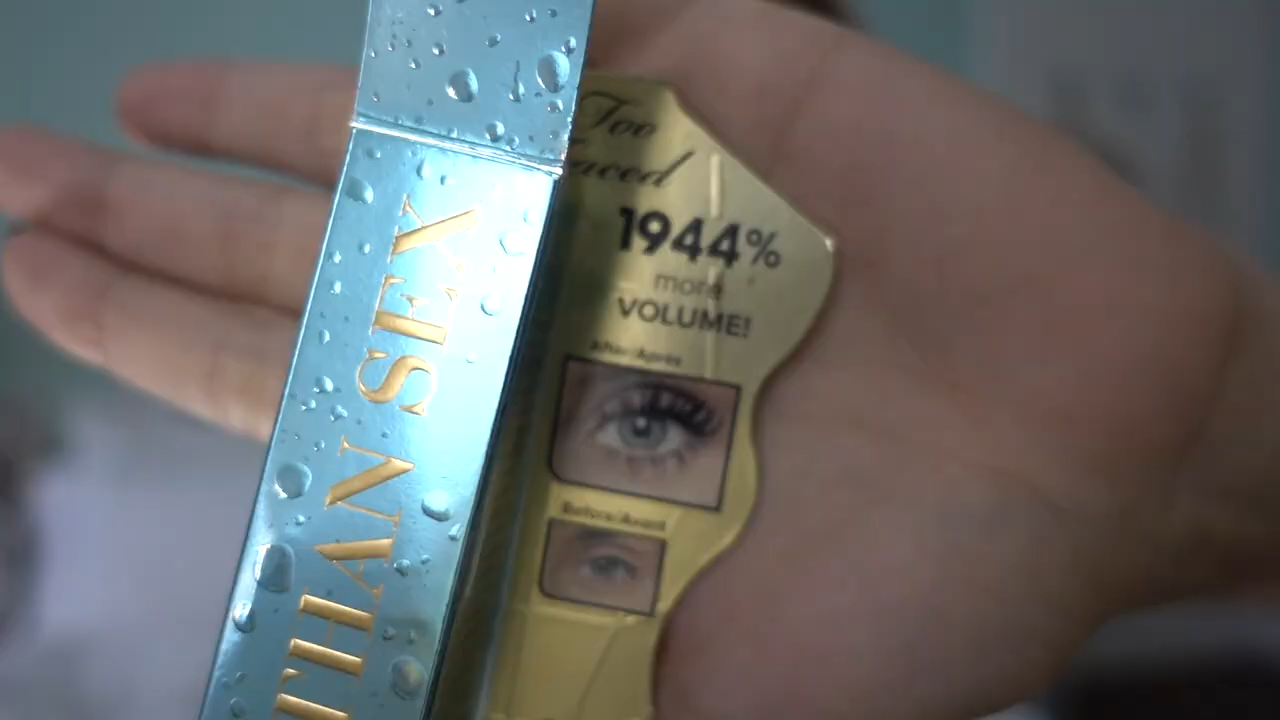 THAN SEX
Too
Faced
1944%
more
VOLUME!
After/Après
Before/Avant